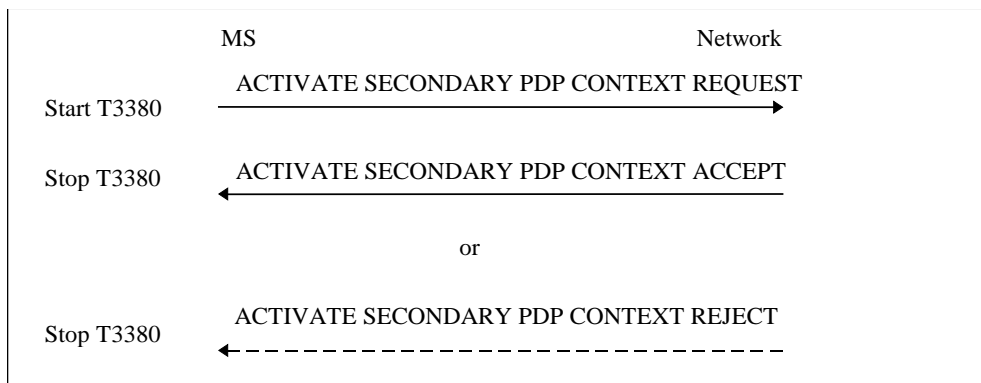 MS Network
ACTIVATE SECONDARY PDP CONTEXT REQUEST
Start T3380
ACTIVATE SECONDARY PDP CONTEXT ACCEPT
Stop T3380
or
ACTIVATE SECONDARY PDP CONTEXT REJECT
Stop T3380